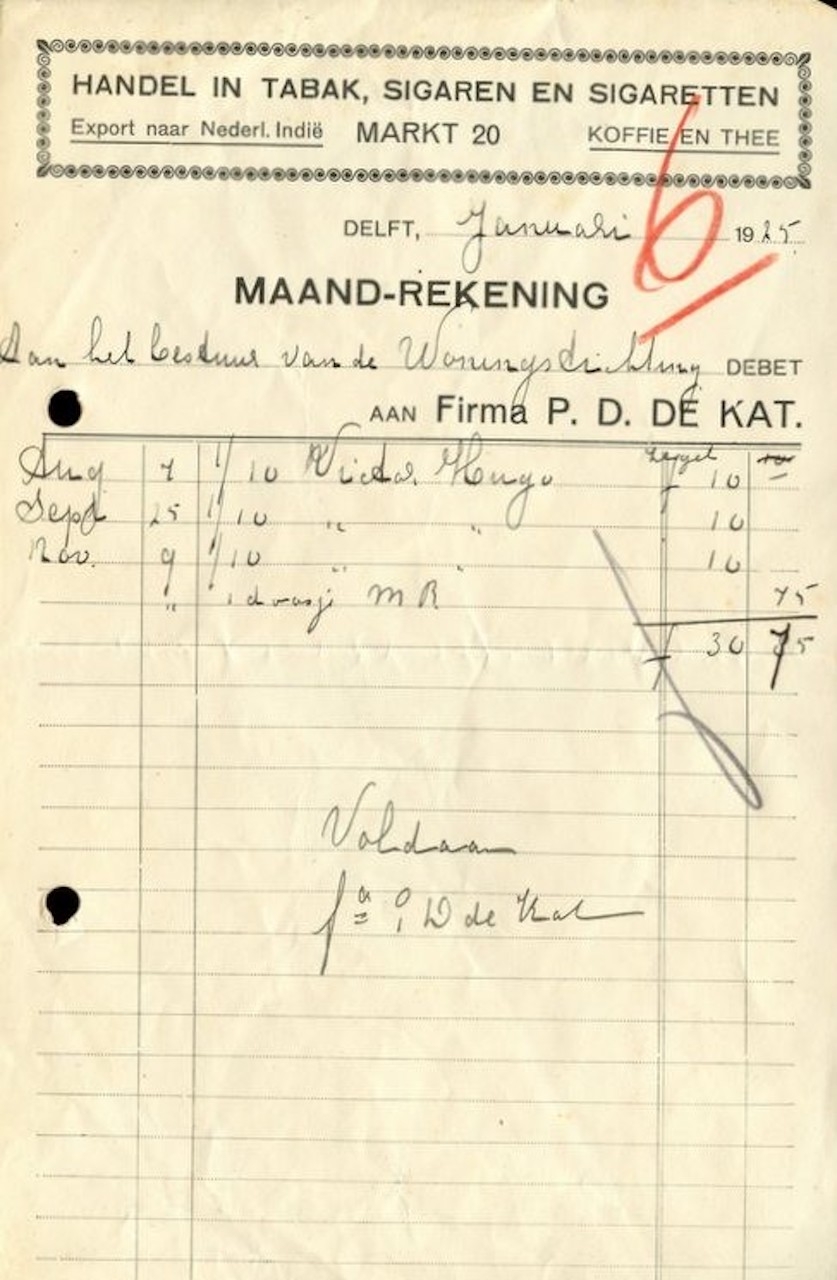 HANDEL IN TABAK, SIGAREN EN SIGARETTEN
Export naar Nederl. Indië MARKT 20 KOFFIE EN THEE
6
DELFT, Januari 1925.
MAAND-REKENING
Aan het bestuur van de Woningstichting DEBET
AAN Firma P. D. DE KAT.
Aug 7 1/10 Victor Hugo f 10
Sept 25 1/10 " " 10
Nov. 9 1/10 " " 10
" 1 doosje M R 75
f 30 75
Voldaan
fa P D de Kat